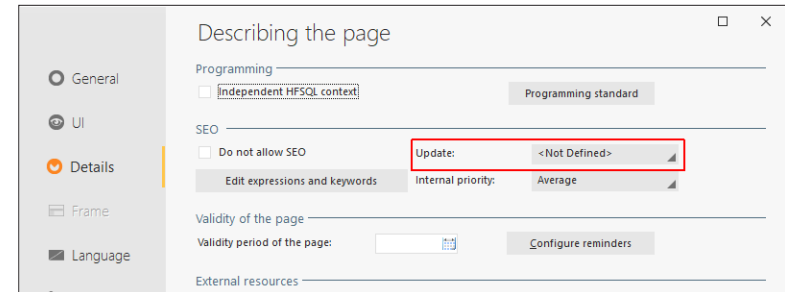 Describing the page
General
UI
Details
Frame
Language
Programming
Independent HFSQL context
Programming standard
SEO
Do not allow SEO
Update: <Not Defined>
Edit expressions and keywords
Internal priority: Average
Validity of the page
Validity period of the page:
Configure reminders
External resources